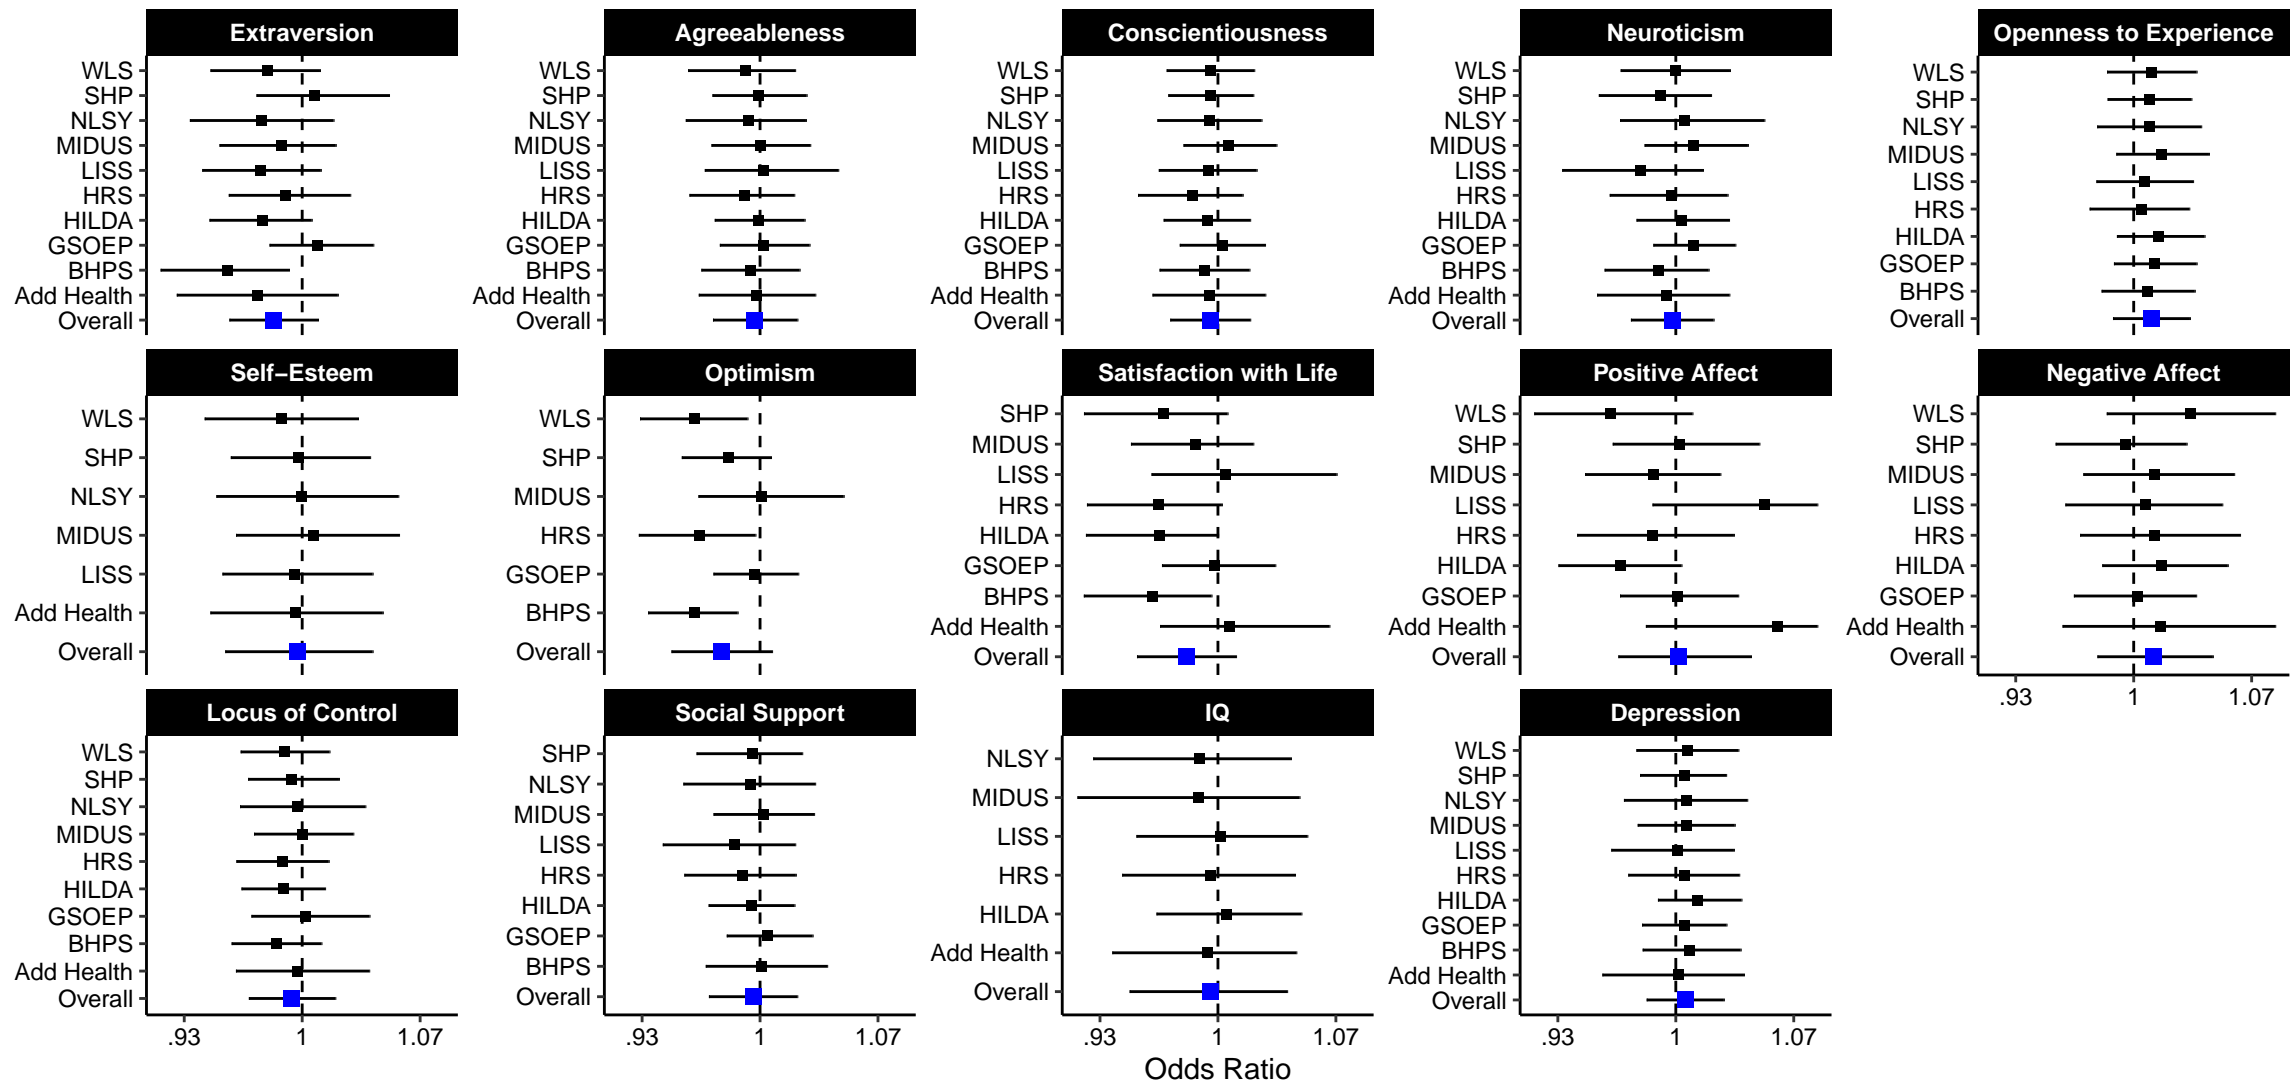 Extraversion
WLS
SHP
NLSY
MIDUS
LISS
HRS
HILDA
GSOEP
BHPS
Add Health
Overall
Agreeableness
WLS
SHP
NLSY
MIDUS
LISS
HRS
HILDA
GSOEP
BHPS
Add Health
Overall
Conscientiousness
WLS
SHP
NLSY
MIDUS
LISS
HRS
HILDA
GSOEP
BHPS
Add Health
Overall
Neuroticism
WLS
SHP
NLSY
MIDUS
LISS
HRS
HILDA
GSOEP
BHPS
Add Health
Overall
Openness to Experience
WLS
SHP
NLSY
MIDUS
LISS
HRS
HILDA
GSOEP
BHPS
Overall
Self−Esteem
WLS
SHP
NLSY
MIDUS
LISS
Add Health
Overall
Optimism
WLS
SHP
MIDUS
HRS
GSOEP
BHPS
Overall
Satisfaction with Life
SHP
MIDUS
LISS
HRS
HILDA
GSOEP
BHPS
Add Health
Overall
Positive Affect
WLS
SHP
MIDUS
LISS
HRS
HILDA
GSOEP
Add Health
Overall
Negative Affect
WLS
SHP
MIDUS
LISS
HRS
HILDA
GSOEP
Add Health
Overall
.93 1 1.07
Locus of Control
WLS
SHP
NLSY
MIDUS
HRS
HILDA
GSOEP
BHPS
Add Health
Overall
.93 1 1.07
Social Support
SHP
NLSY
MIDUS
LISS
HRS
HILDA
GSOEP
BHPS
Overall
.93 1 1.07
IQ
NLSY
MIDUS
LISS
HRS
HILDA
Add Health
Overall
.93 1 1.07
Depression
WLS
SHP
NLSY
MIDUS
LISS
HRS
HILDA
GSOEP
BHPS
Add Health
Overall
.93 1 1.07
Odds Ratio